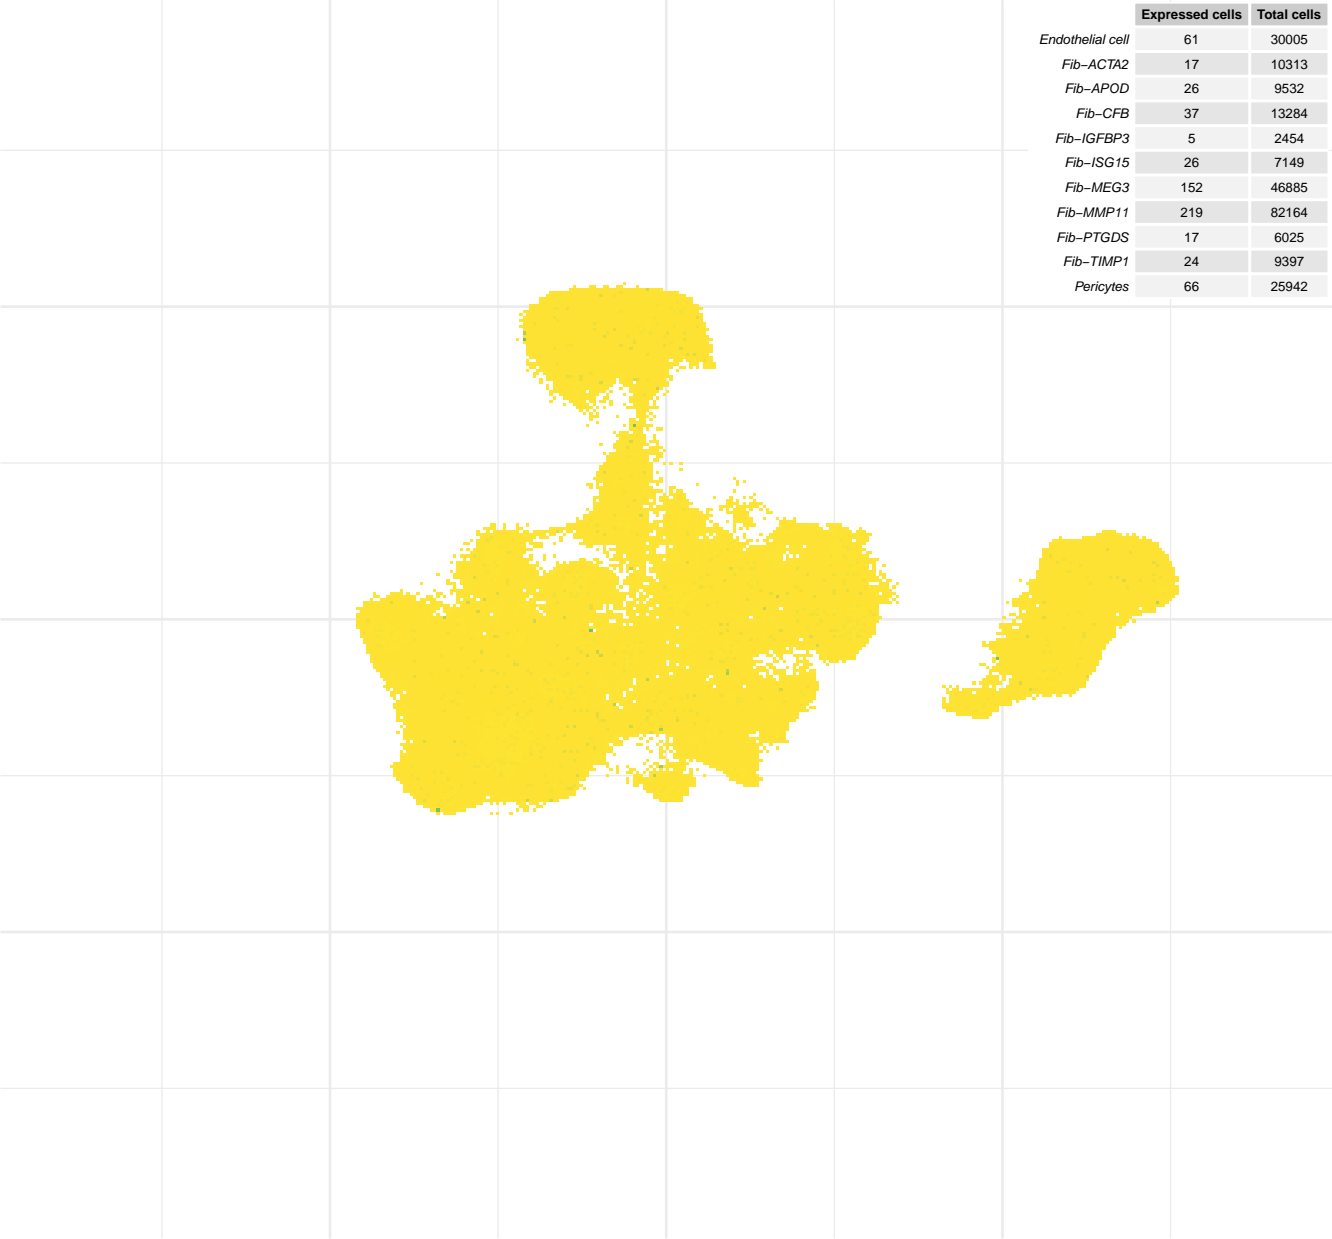 Expressed cells Total cells
Endothelial cell 61 30005
Fib−ACTA2 17 10313
Fib−APOD 26 9532
Fib−CFB 37 13284
Fib−IGFBP3 5 2454
Fib−ISG15 26 7149
Fib−MEG3 152 46885
Fib−MMP11 219 82164
Fib−PTGDS 17 6025
Fib−TIMP1 24 9397
Pericytes 66 25942